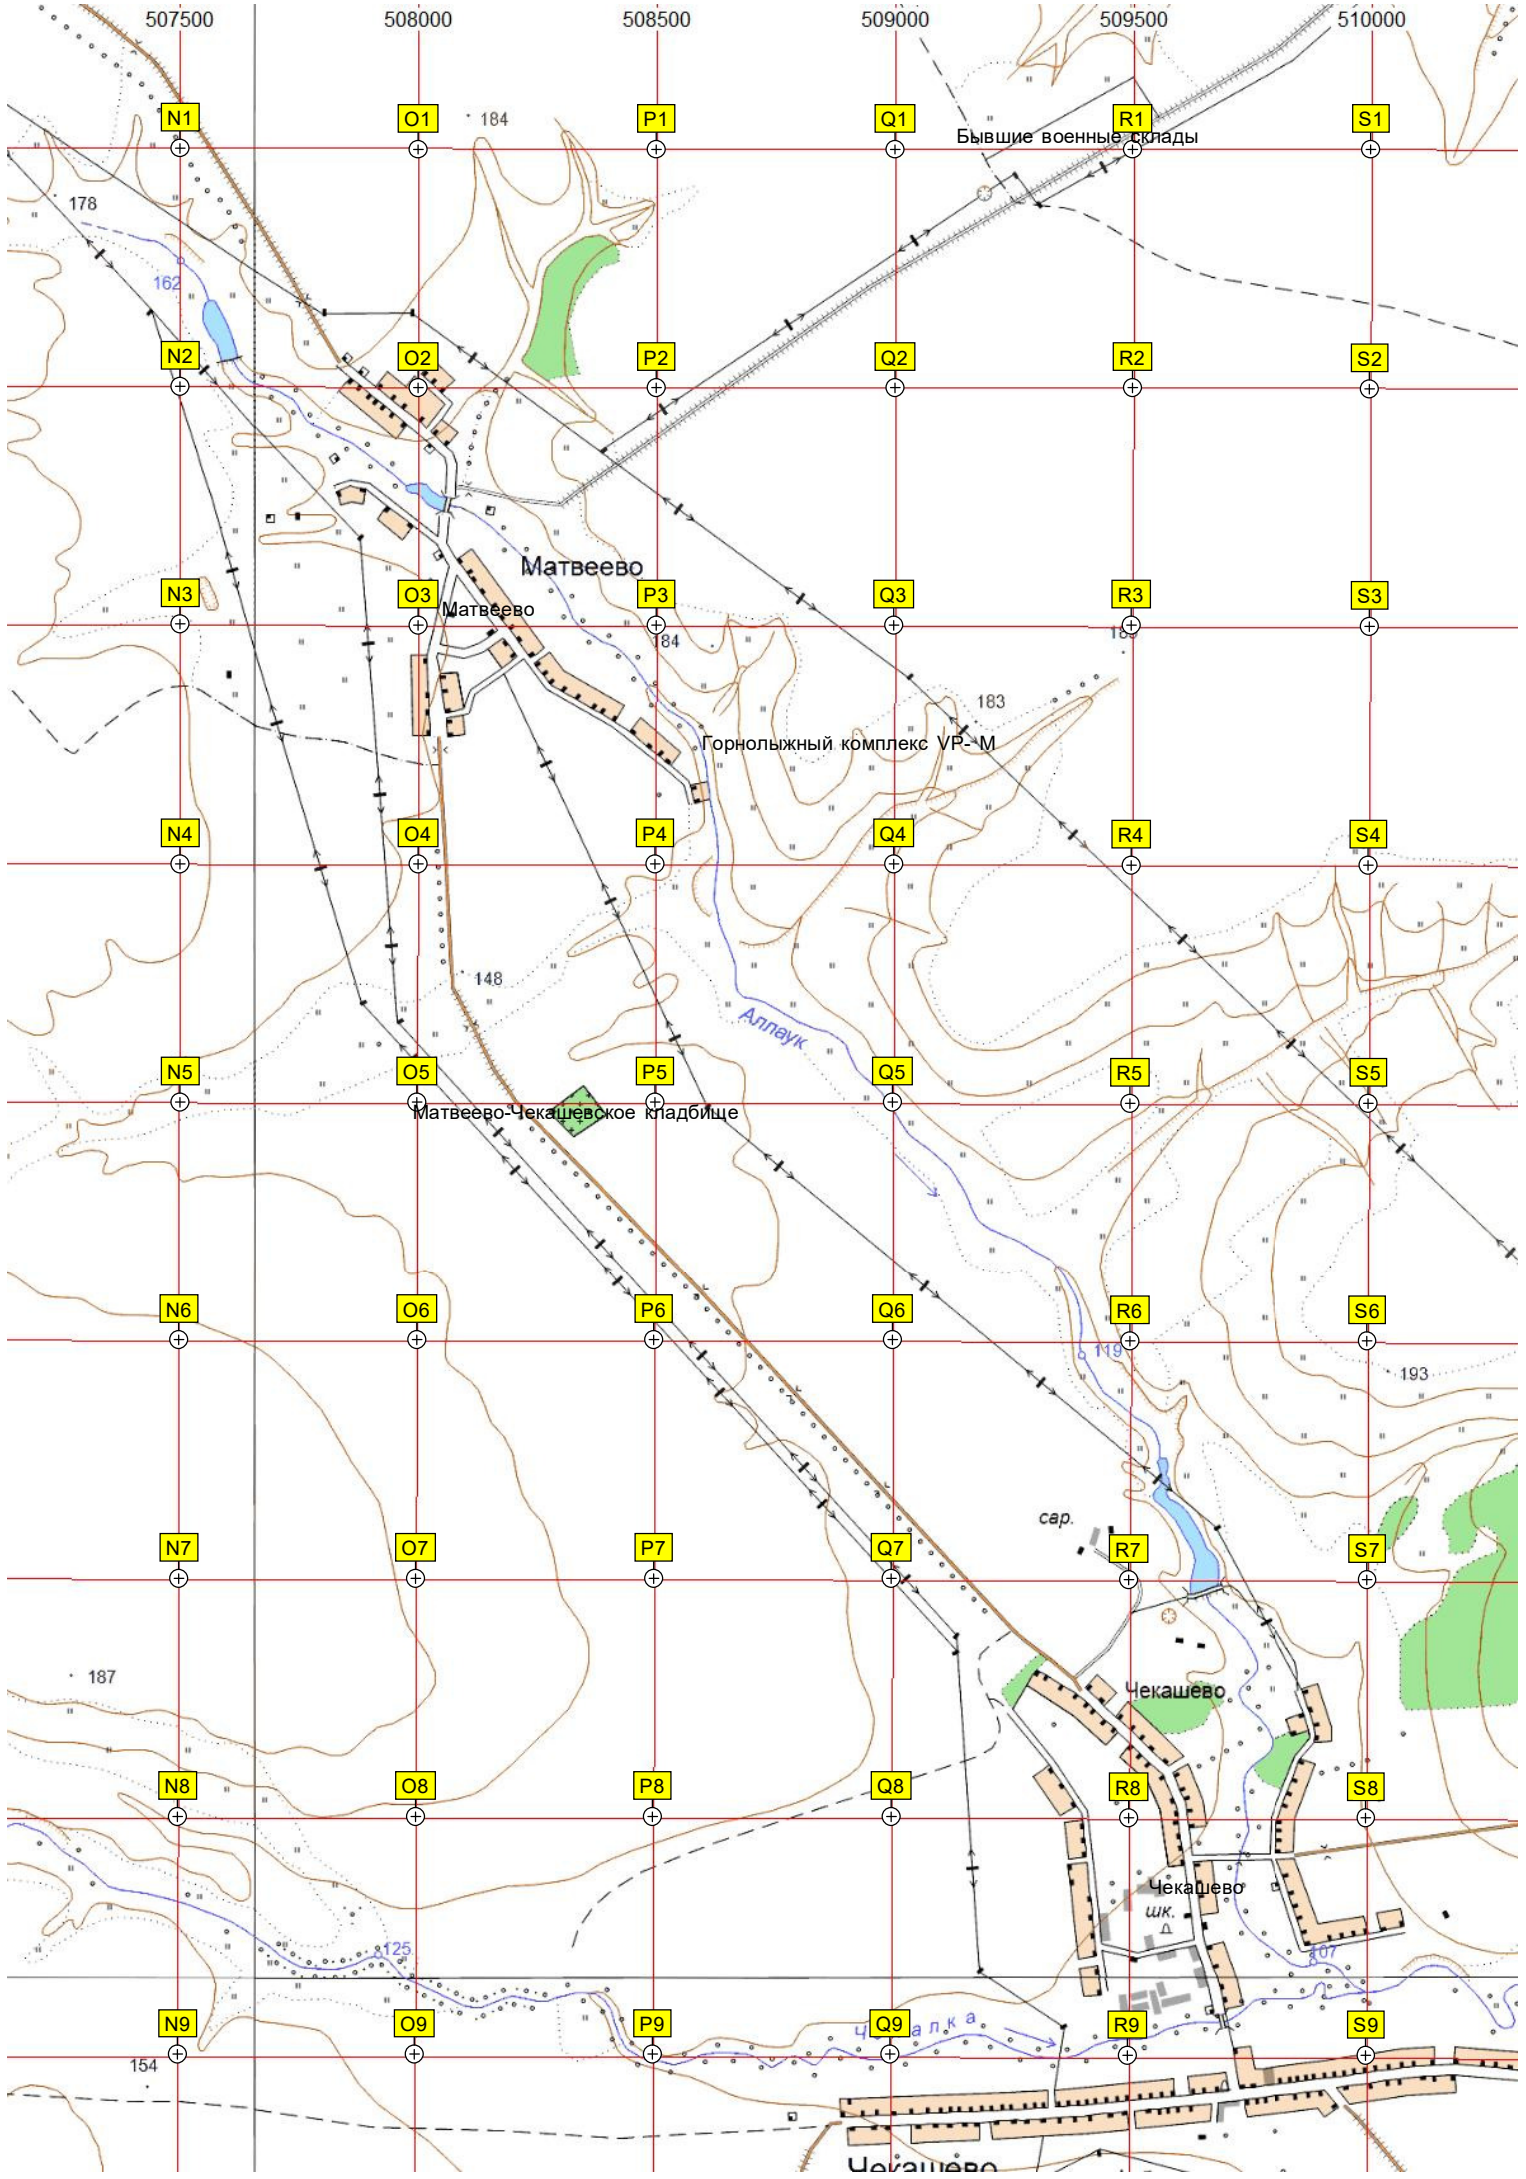 507500 508000 508500 509000 509500 510000
N1 O1 P1 Q1 R1 S1
184
Бывшие военные склады
178
162
N2 O2 P2 Q2 R2 S2
Матвеево
N3 O3 P3 Q3 R3 S3
Матвеево
184
183
Горнолыжный комплекс VP- M
N4 O4 P4 Q4 R4 S4
148
Аллаук
N5 O5 P5 Q5 R5 S5
Матвеево-Чекашевское кладбище
N6 O6 P6 Q6 R6 S6
119
193
сар.
N7 O7 P7 Q7 R7 S7
187
Чекашево
N8 O8 P8 Q8 R8 S8
Чекашево
шк.
125
107
N9 O9 P9 Q9 R9 S9
154
Чекашево